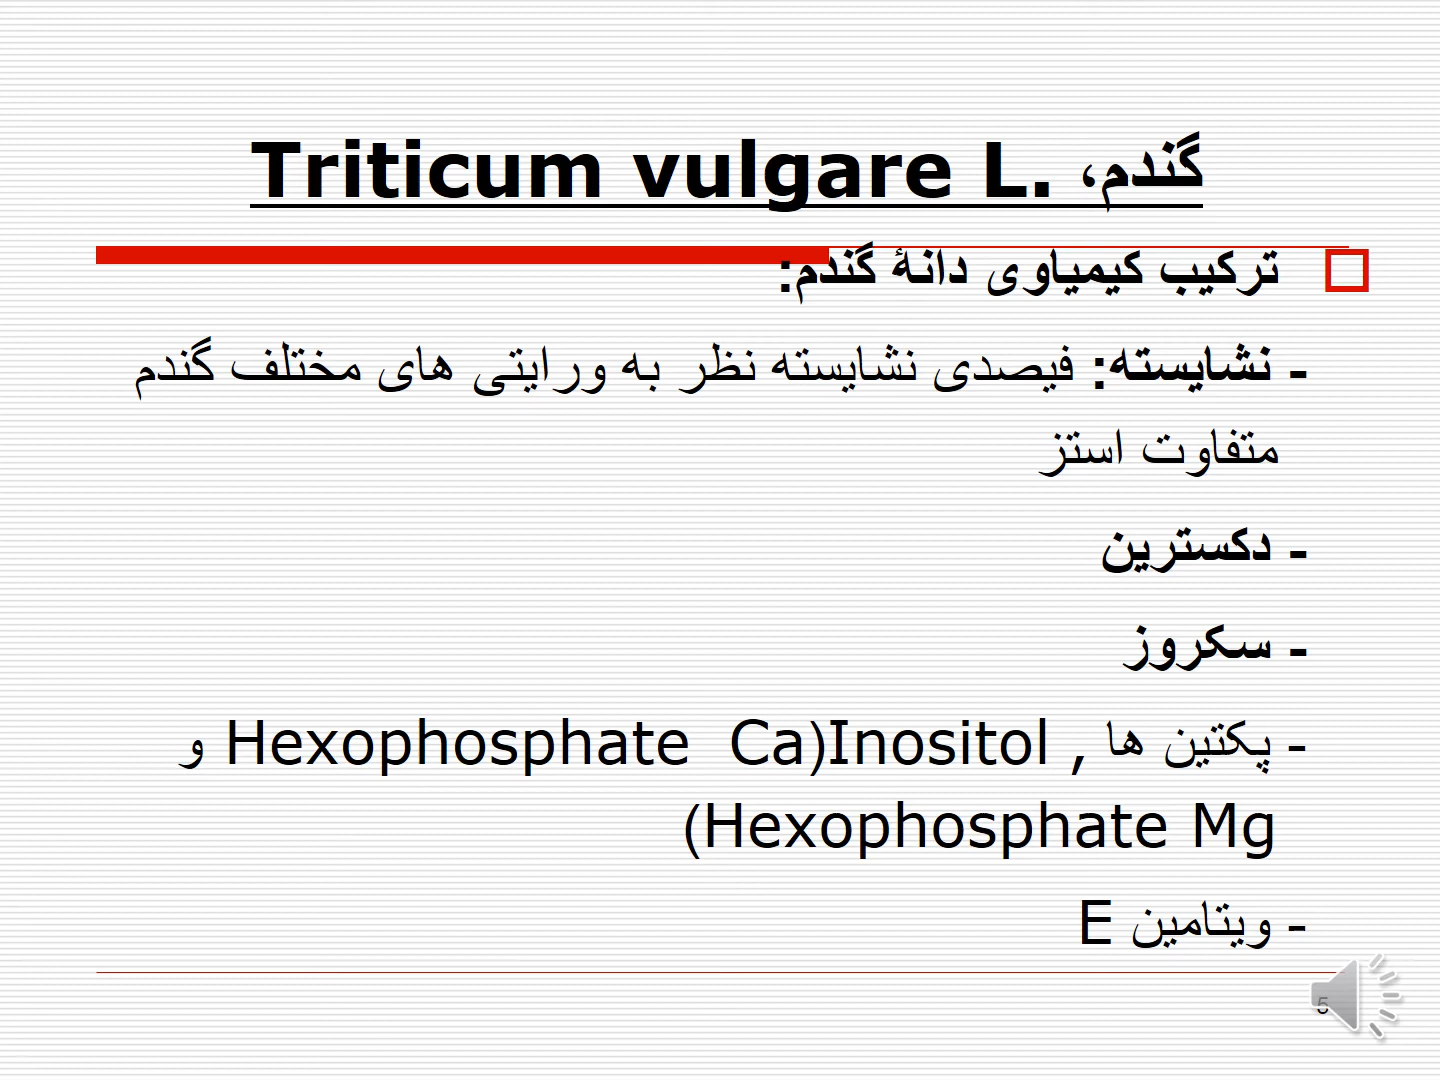 گندم، Triticum vulgare L.
ترکیب کیمیاوی دانۀ گندم:
- نشایسته: فیصدی نشایسته نظر به ورایتی های مختلف گندم
متفاوت استز
- دکسترین
- سکروز
- پکتین ها , Inositol(Hexophosphate Ca و
Hexophosphate Mg)
- ویتامین E
5